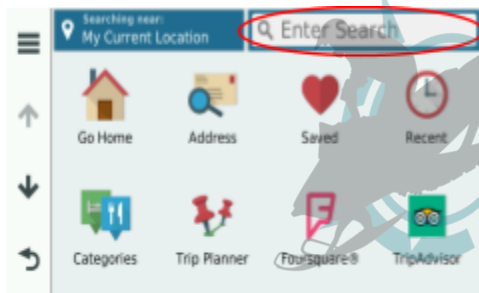 Searching near:
My Current Location
Enter Search
Go Home
Address
Saved
Recent
Categories
Trip Planner
Foursquare®
TripAdvisor